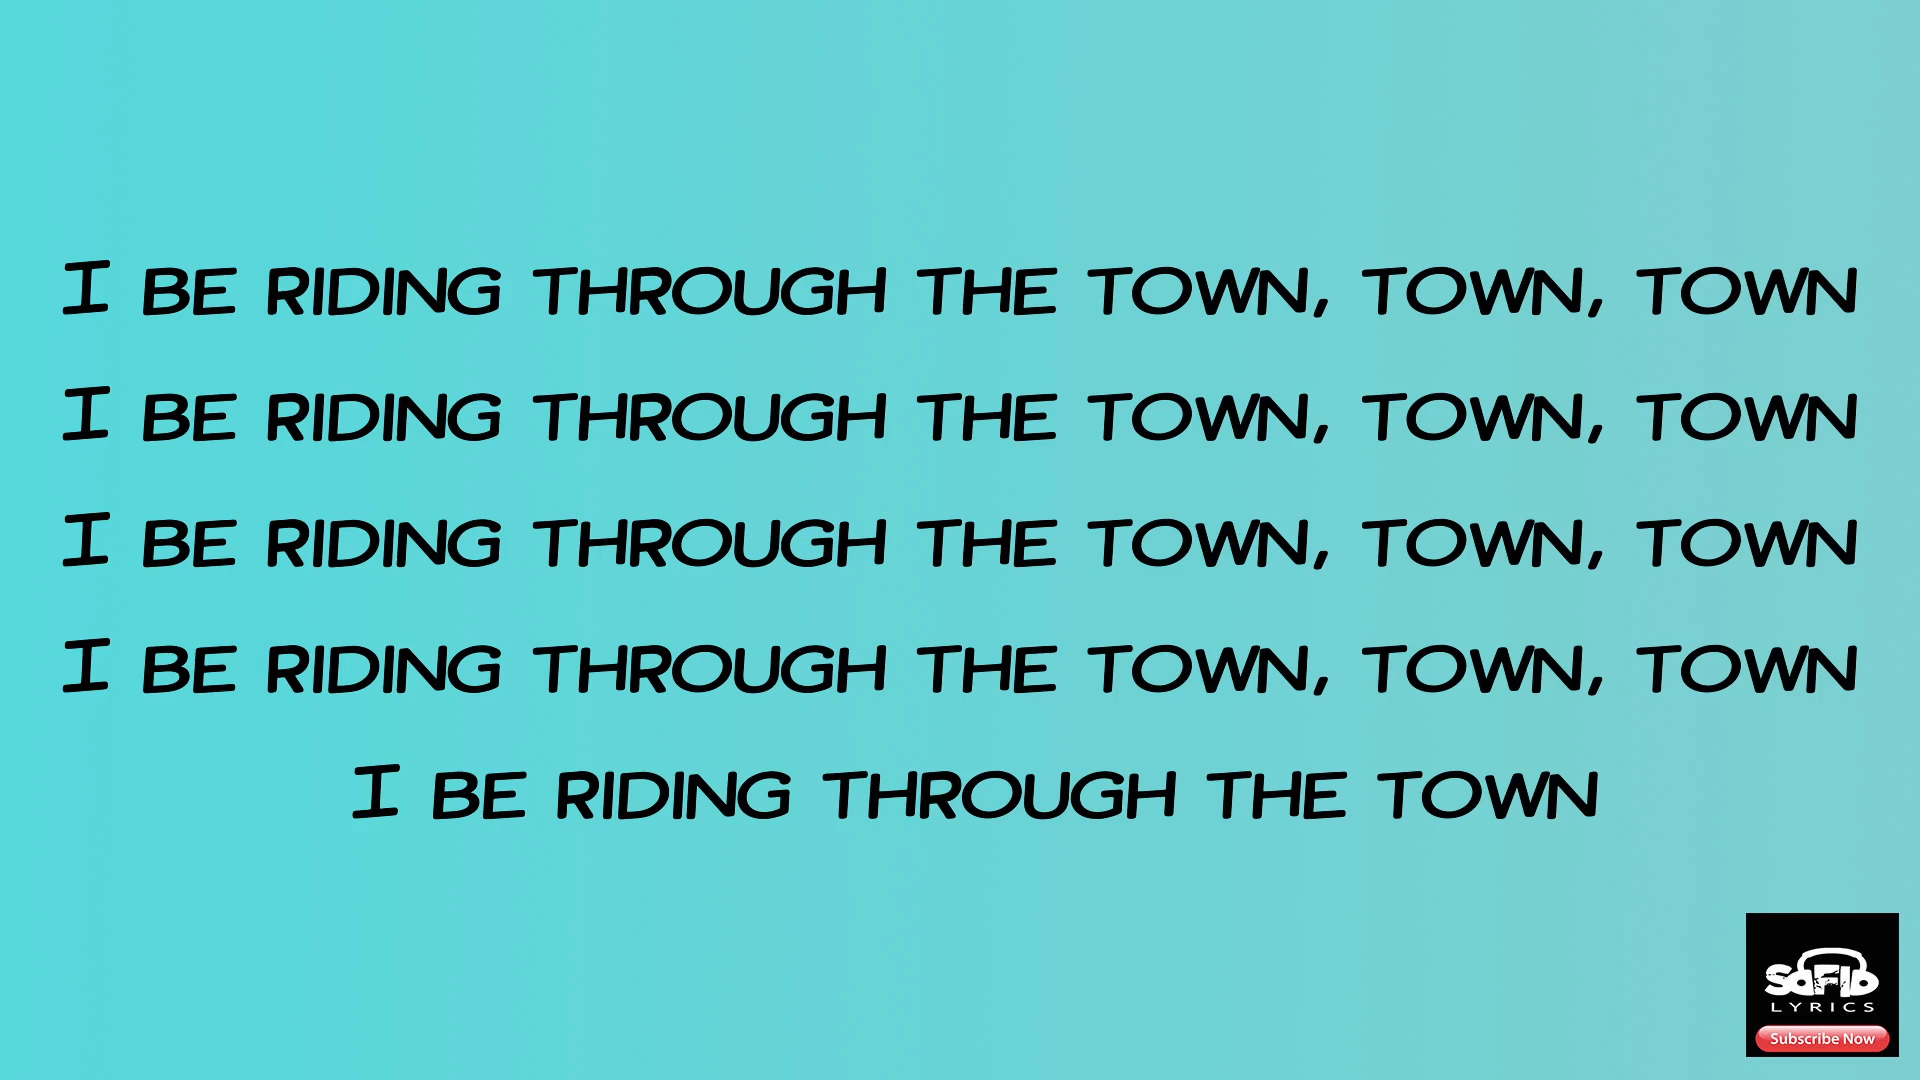 I BE RIDING THROUGH THE TOWN, TOWN, TOWN
I BE RIDING THROUGH THE TOWN, TOWN, TOWN
I BE RIDING THROUGH THE TOWN, TOWN, TOWN
I BE RIDING THROUGH THE TOWN, TOWN, TOWN
I BE RIDING THROUGH THE TOWN
SaFLo
LYRICS
Subscribe Now